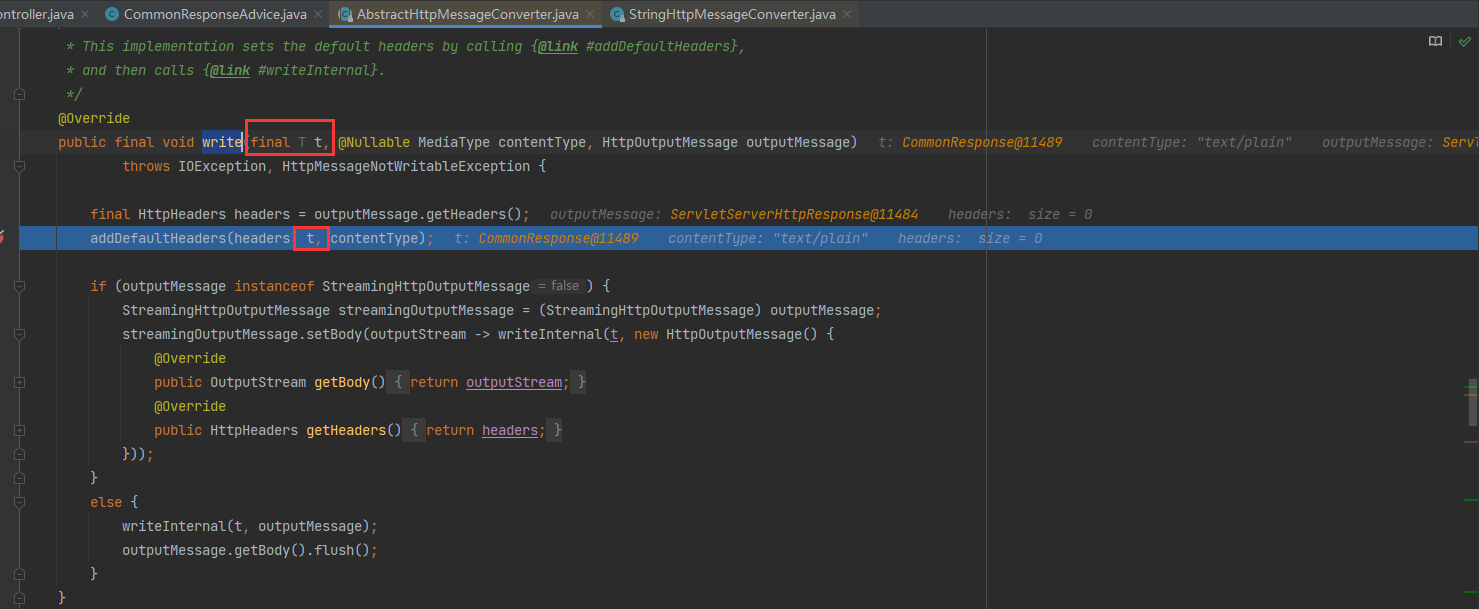 ontroller.java × CommonResponseAdvice.java × AbstractHttpMessageConverter.java × StringHttpMessageConverter.java ×
* This implementation sets the default headers by calling {@link #addDefaultHeaders},
* and then calls {@link #writeInternal}.
*/
@Override
public final void write(final T t, @Nullable MediaType contentType, HttpOutputMessage outputMessage) t: CommonResponse@11489 contentType: "text/plain" outputMessage: Servl
throws IOException, HttpMessageNotWritableException {
final HttpHeaders headers = outputMessage.getHeaders(); outputMessage: ServletServerHttpResponse@11484 headers: size = 0
addDefaultHeaders(headers t, contentType); t: CommonResponse@11489 contentType: "text/plain" headers: size = 0
if (outputMessage instanceof StreamingHttpOutputMessage = false ) {
StreamingHttpOutputMessage streamingOutputMessage = (StreamingHttpOutputMessage) outputMessage;
streamingOutputMessage.setBody(outputStream -> writeInternal(t, new HttpOutputMessage() {
@Override
public OutputStream getBody() { return outputStream; }
@Override
public HttpHeaders getHeaders() { return headers; }
}));
}
else {
writeInternal(t, outputMessage);
outputMessage.getBody().flush();
}
}